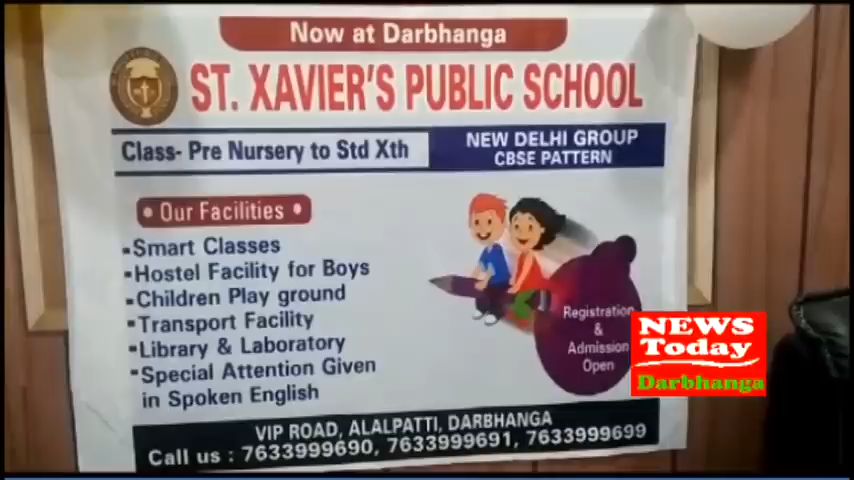 Now at Darbhanga
ST. XAVIER'S PUBLIC SCHOOL
Class- Pre Nursery to Std Xth
NEW DELHI GROUP
CBSE PATTERN
• Our Facilities •
▪Smart Classes
▪Hostel Facility for Boys
▪Children Play ground
▪Transport Facility
▪Library & Laboratory
▪Special Attention Given
in Spoken English
Registration
&
Admission
Open
NEWS
Today
Darbhanga
VIP ROAD, ALALPATTI, DARBHANGA
Call us : 7633999690, 7633999691, 7633999699